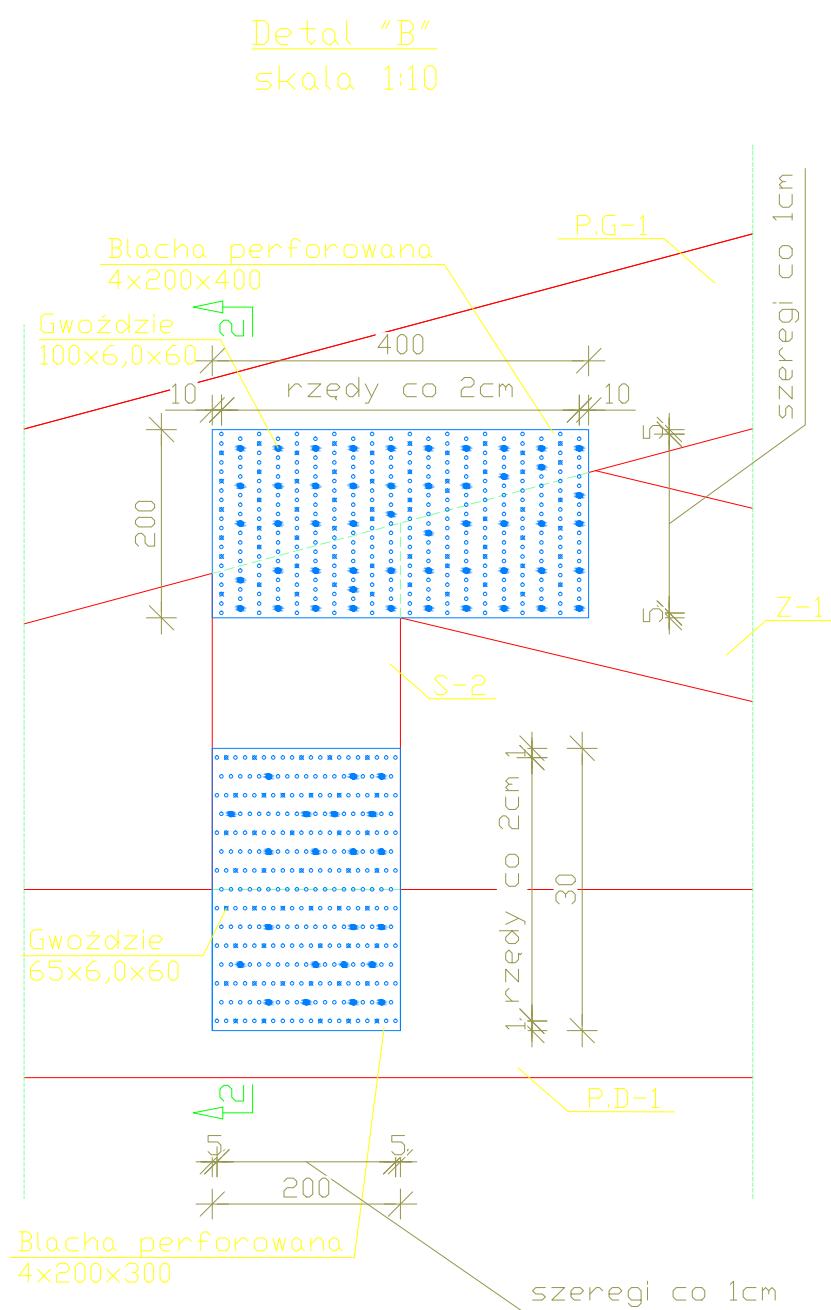 Detal "B"
skala 1:10
P.G-1
szeregi co 1cm
Blacha perforowana
4x200x400
2
Gwoździe
100x6,0x60
400
10
rzędy co 2cm
10
5
200
5
Z-1
S-2
1
rzędy co 2cm
30
1
Gwoździe
65x6,0x60
2
P.D-1
5
5
200
Blacha perforowana
4x200x300
szeregi co 1cm